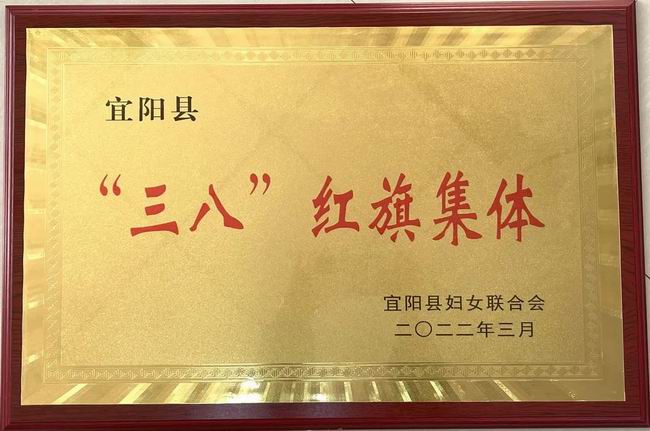 宜阳县
“三八”红旗集体
宜阳县妇女联合会
二〇二二年三月